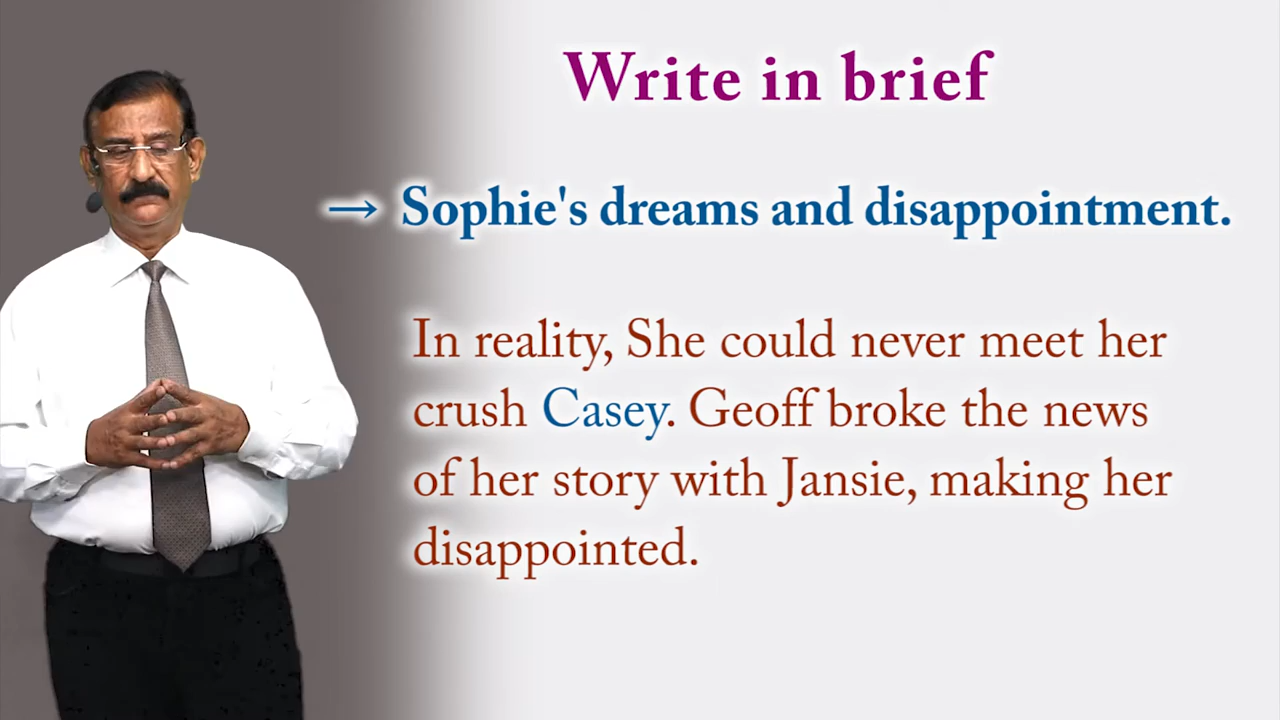 Write in brief
→ Sophie's dreams and disappointment.
In reality, She could never meet her
crush Casey. Geoff broke the news
of her story with Jansie, making her
disappointed.